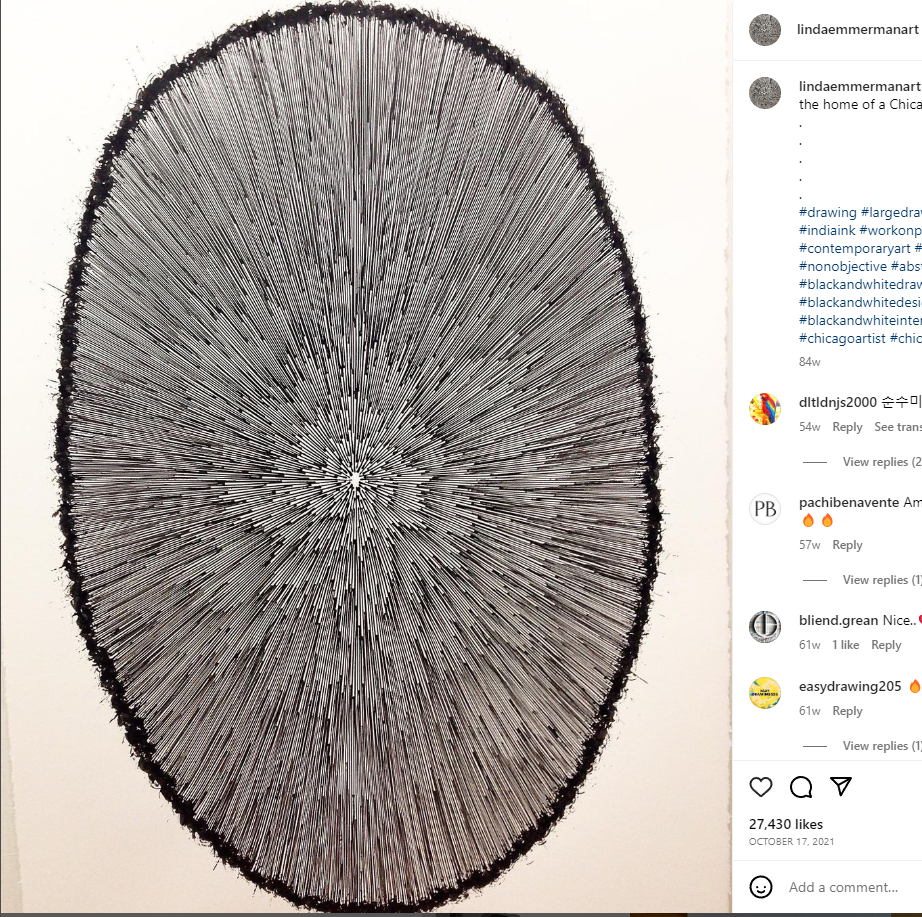 lindaemmermanart
lindaemmermanart
the home of a Chica
.
.
.
.
.
#drawing #largedra
#indiaink #workonp
#contemporaryart #
#nonobjective #abs
#blackandwhitedraw
#blackandwhitedesi
#blackandwhiteinter
#chicagoartist #chic
84w
dltldnjs2000 순수미
54w Reply See trans
View replies (2
PB
pachibenavente Am
🔥 🔥
57w Reply
View replies (1)
bliend.grean Nice..
61w 1 like Reply
easydrawing205 🔥
61w Reply
View replies (1)
27,430 likes
OCTOBER 17, 2021
Add a comment...